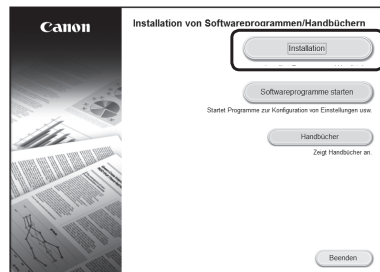 Canon
Installation von Softwareprogrammen/Handbüchern
Installation
Softwareprogramme starten
Startet Programme zur Konfiguration von Einstellungen usw.
Handbücher
Zeigt Handbücher an.
Beenden